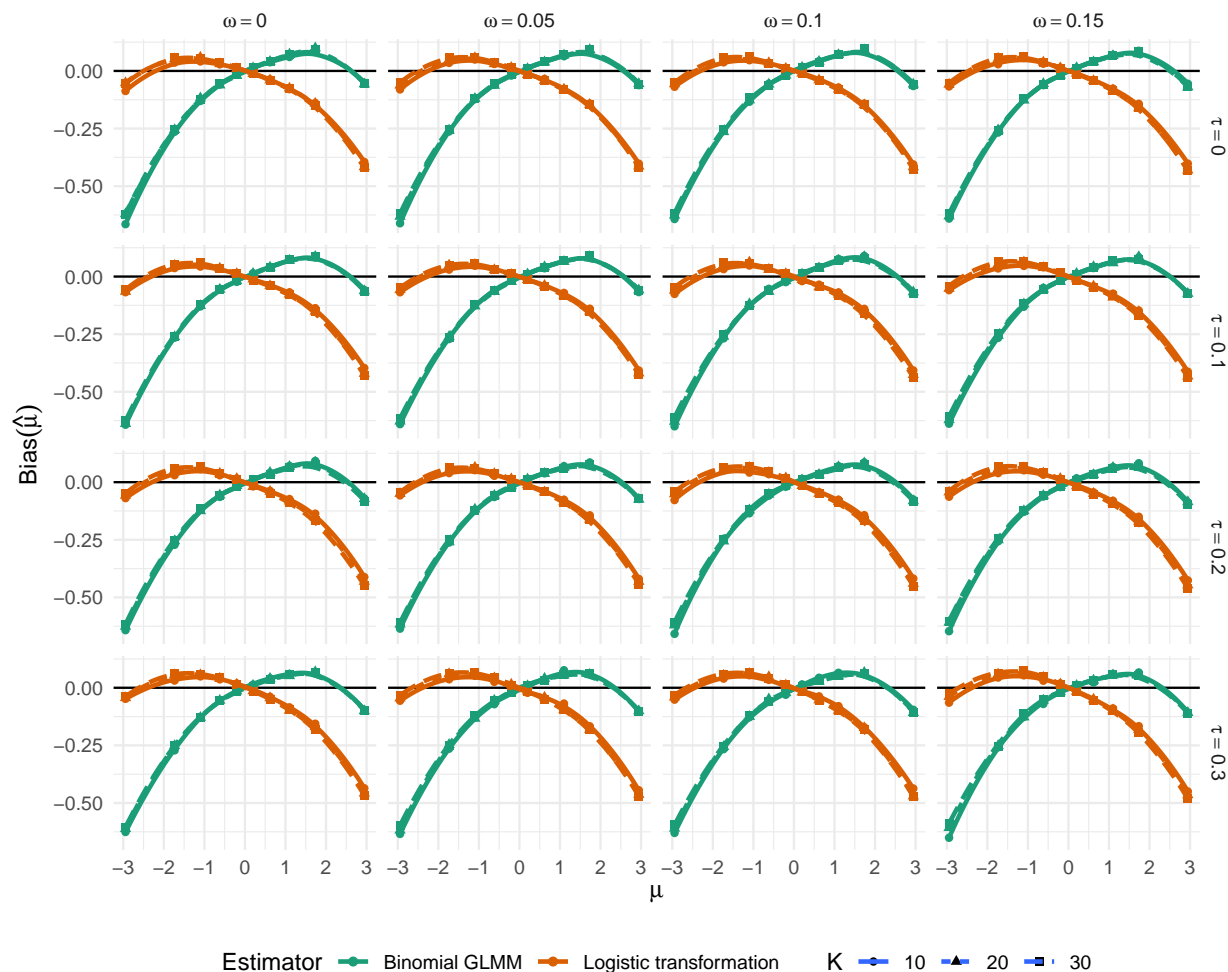 ω = 0 ω = 0.05 ω = 0.1 ω = 0.15
0.00
−0.25
−0.50
τ = 0
0.00
−0.25
−0.50
τ = 0.1
0.00
−0.25
−0.50
τ = 0.2
0.00
−0.25
−0.50
τ = 0.3
Bias(μ̂)
−3 −2 −1 0 1 2 3 −3 −2 −1 0 1 2 3 −3 −2 −1 0 1 2 3 −3 −2 −1 0 1 2 3
μ
Estimator Binomial GLMM Logistic transformation K 10 20 30